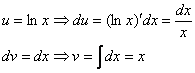 u = ln x ⇒ du = (ln x)'dx = dx/x
dv = dx ⇒ v = ∫dx = x